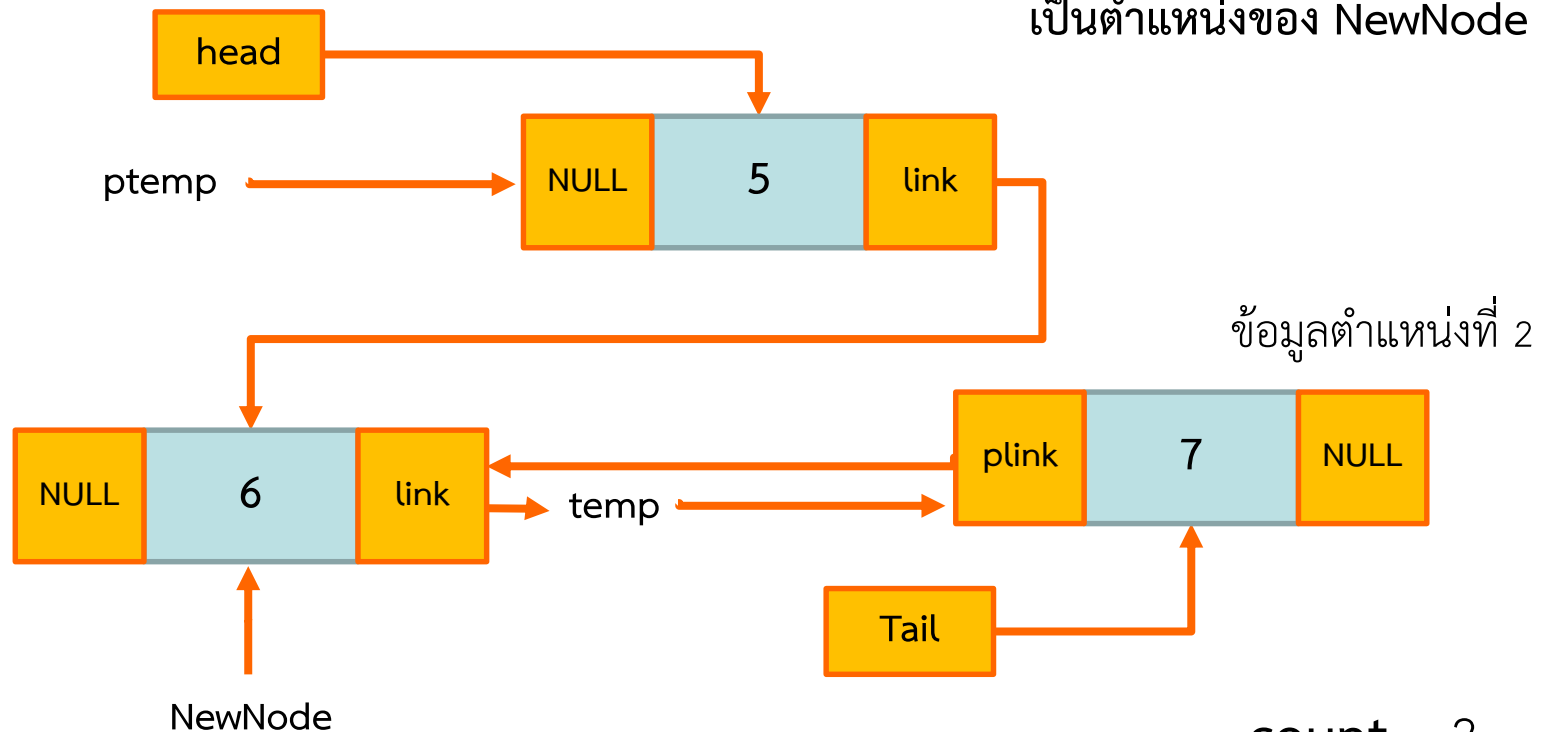 เป็นตำแหน่งของ NewNode
head
ptemp
NULL 5 link
ข้อมูลตำแหน่งที่ 2
NULL 6 link
temp
plink 7 NULL
Tail
NewNode
count 2